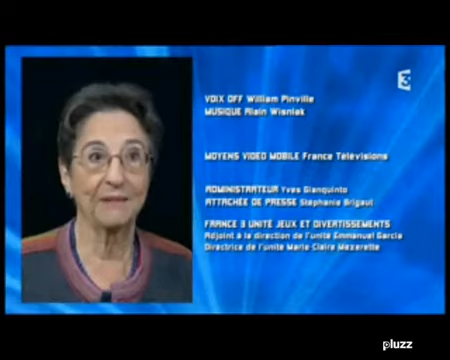 3
VOIX OFF William Pinville
MUSIQUE Alain Wisniak
MOYENS VIDEO MOBILE France Télévisions
ADMINISTRATEUR Yves Gianquinto
ATTACHÉE DE PRESSE Stéphanie Brigaut
FRANCE 3 UNITÉ JEUX ET DIVERTISSEMENTS
Adjoint à la direction de l'unité Emmanuel Garcia
Directrice de l'unité Marie-Claire Mezerette
pluzz